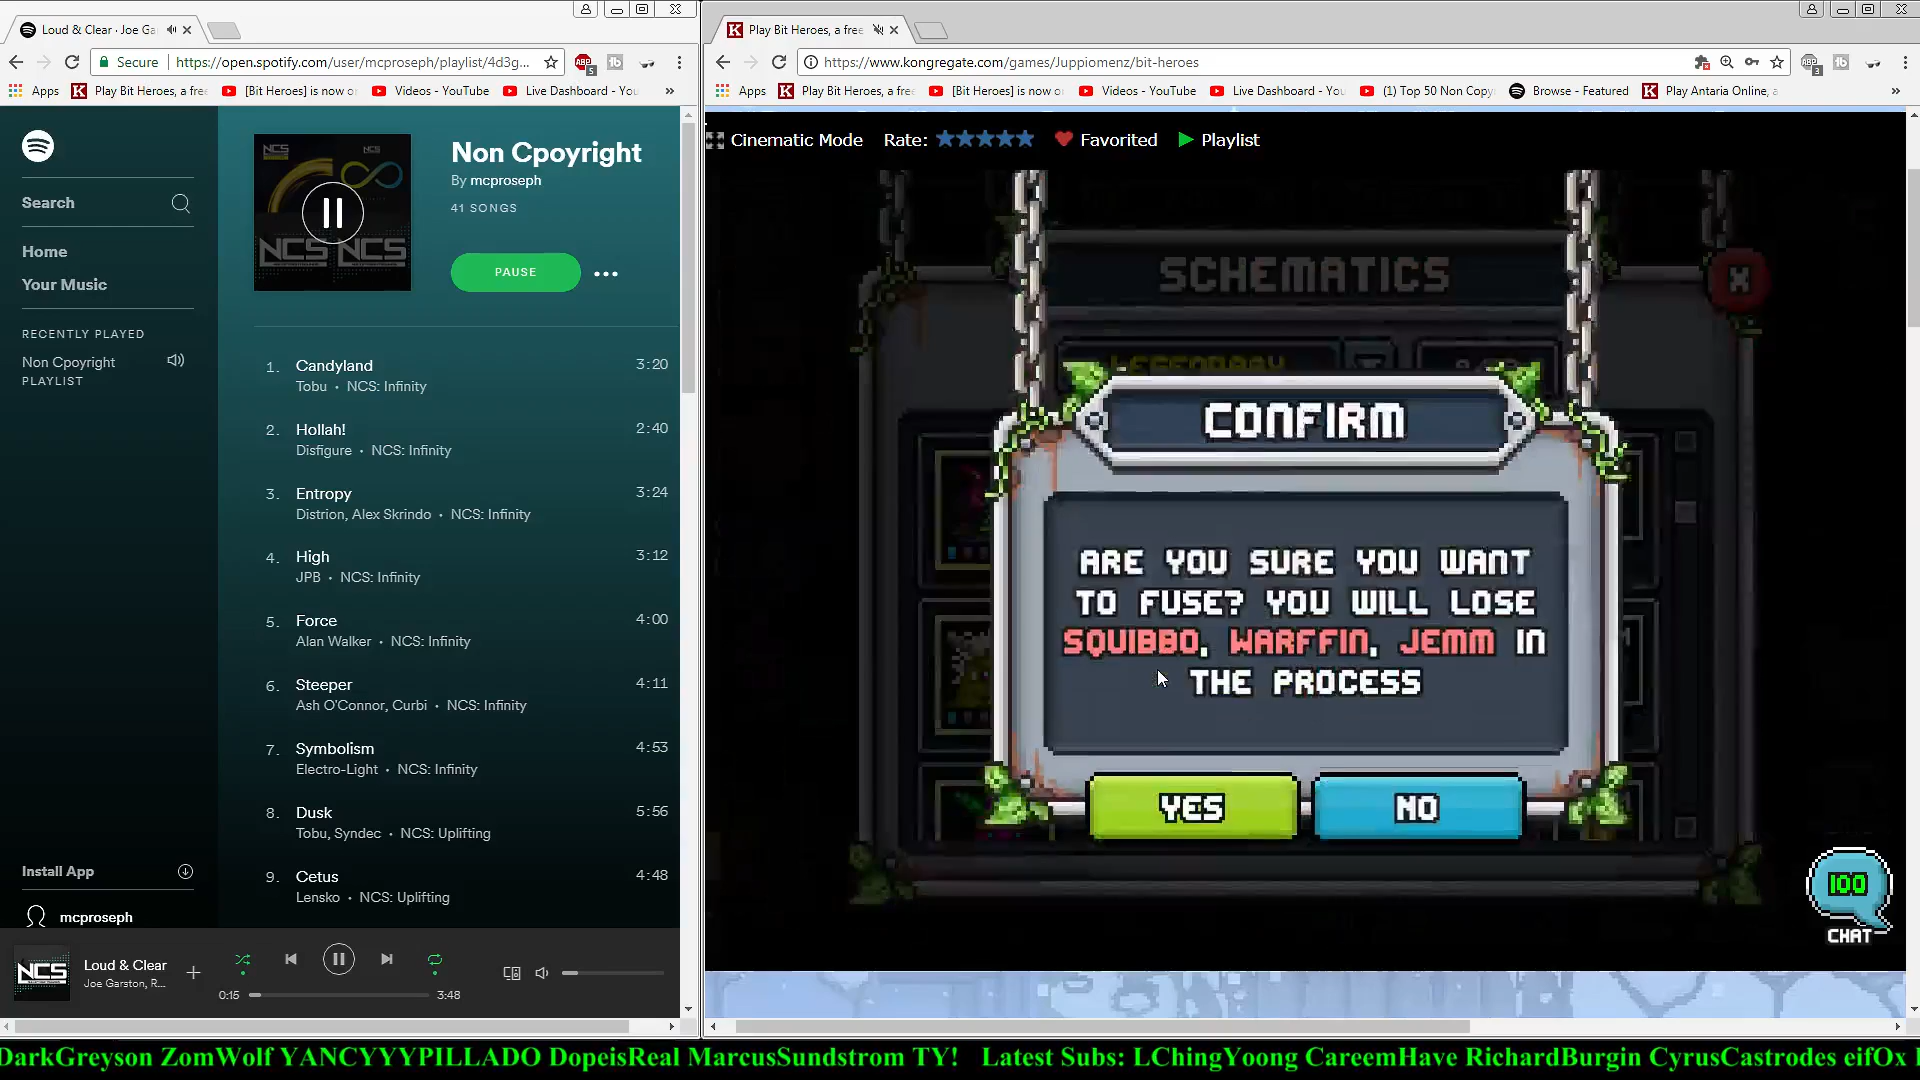 Loud & Clear · Joe Ga
Secure https://open.spotify.com/user/mcproseph/playlist/4d3g...
Apps Play Bit Heroes, a free [Bit Heroes] is now o Videos - YouTube Live Dashboard - You »
Search
Home
Your Music
RECENTLY PLAYED
Non Cpoyright
PLAYLIST
Install App
mcproseph
Non Cpoyright
By mcproseph
41 SONGS
PAUSE
1. Candyland 3:20
Tobu • NCS: Infinity
2. Hollah! 2:40
Disfigure • NCS: Infinity
3. Entropy 3:24
Distrion, Alex Skrindo • NCS: Infinity
4. High 3:12
JPB • NCS: Infinity
5. Force 4:00
Alan Walker • NCS: Infinity
6. Steeper 4:11
Ash O'Connor, Curbi • NCS: Infinity
7. Symbolism 4:53
Electro-Light • NCS: Infinity
8. Dusk 5:56
Tobu, Syndec • NCS: Uplifting
9. Cetus 4:48
Lensko • NCS: Uplifting
NCS
Loud & Clear
Joe Garston, R...
0:15 3:48
Play Bit Heroes, a free
https://www.kongregate.com/games/Juppiomenz/bit-heroes
Apps Play Bit Heroes, a free [Bit Heroes] is now o Videos - YouTube Live Dashboard - You (1) Top 50 Non Copy Browse - Featured Play Antaria Online, a »
Cinematic Mode Rate: Favorited Playlist
SCHEMATICS
LEGENDARY
CONFIRM
ARE YOU SURE YOU WANT
TO FUSE? YOU WILL LOSE
SQUIBBO, WARFFIN, JEMM IN
THE PROCESS
YES NO
100
CHAT
DarkGreyson ZomWolf YANCYYYPILLADO DopeisReal MarcusSundstrom TY! Latest Subs: LChingYoong CareemHave RichardBurgin CyrusCastrodes eifOx